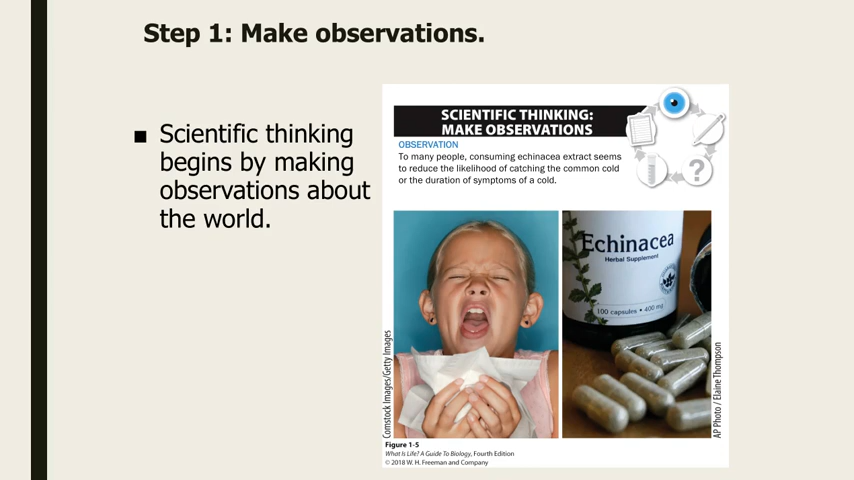 Step 1: Make observations.
■ Scientific thinking
begins by making
observations about
the world.
SCIENTIFIC THINKING:
MAKE OBSERVATIONS
OBSERVATION
To many people, consuming echinacea extract seems
to reduce the likelihood of catching the common cold
or the duration of symptoms of a cold.
?
Echinacea
Herbal Supplement
100 capsules • 400 mg
Comstock Images/Getty Images
AP Photo / Elaine Thompson
Figure 1-5
What Is Life? A Guide To Biology, Fourth Edition
© 2018 W. H. Freeman and Company